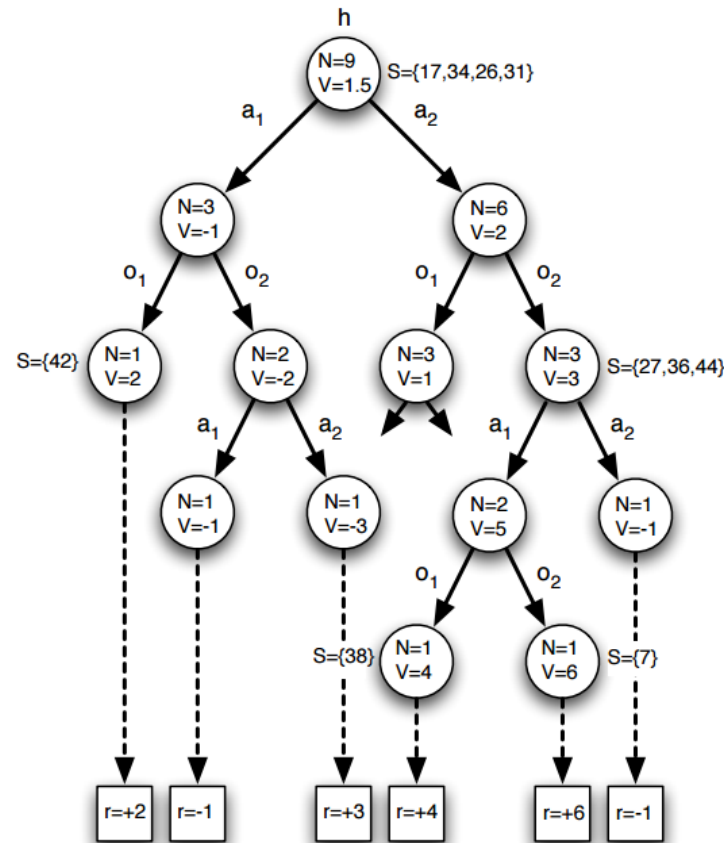 h
N=9
V=1.5
S={17,34,26,31}
a1
a2
N=3
V=-1
N=6
V=2
o1
o2
o1
o2
S={42}
N=1
V=2
N=2
V=-2
N=3
V=1
N=3
V=3
S={27,36,44}
a1
a2
a1
a2
N=1
V=-1
N=1
V=-3
N=2
V=5
N=1
V=-1
o1
o2
S={38}
N=1
V=4
N=1
V=6
S={7}
r=+2
r=-1
r=+3
r=+4
r=+6
r=-1